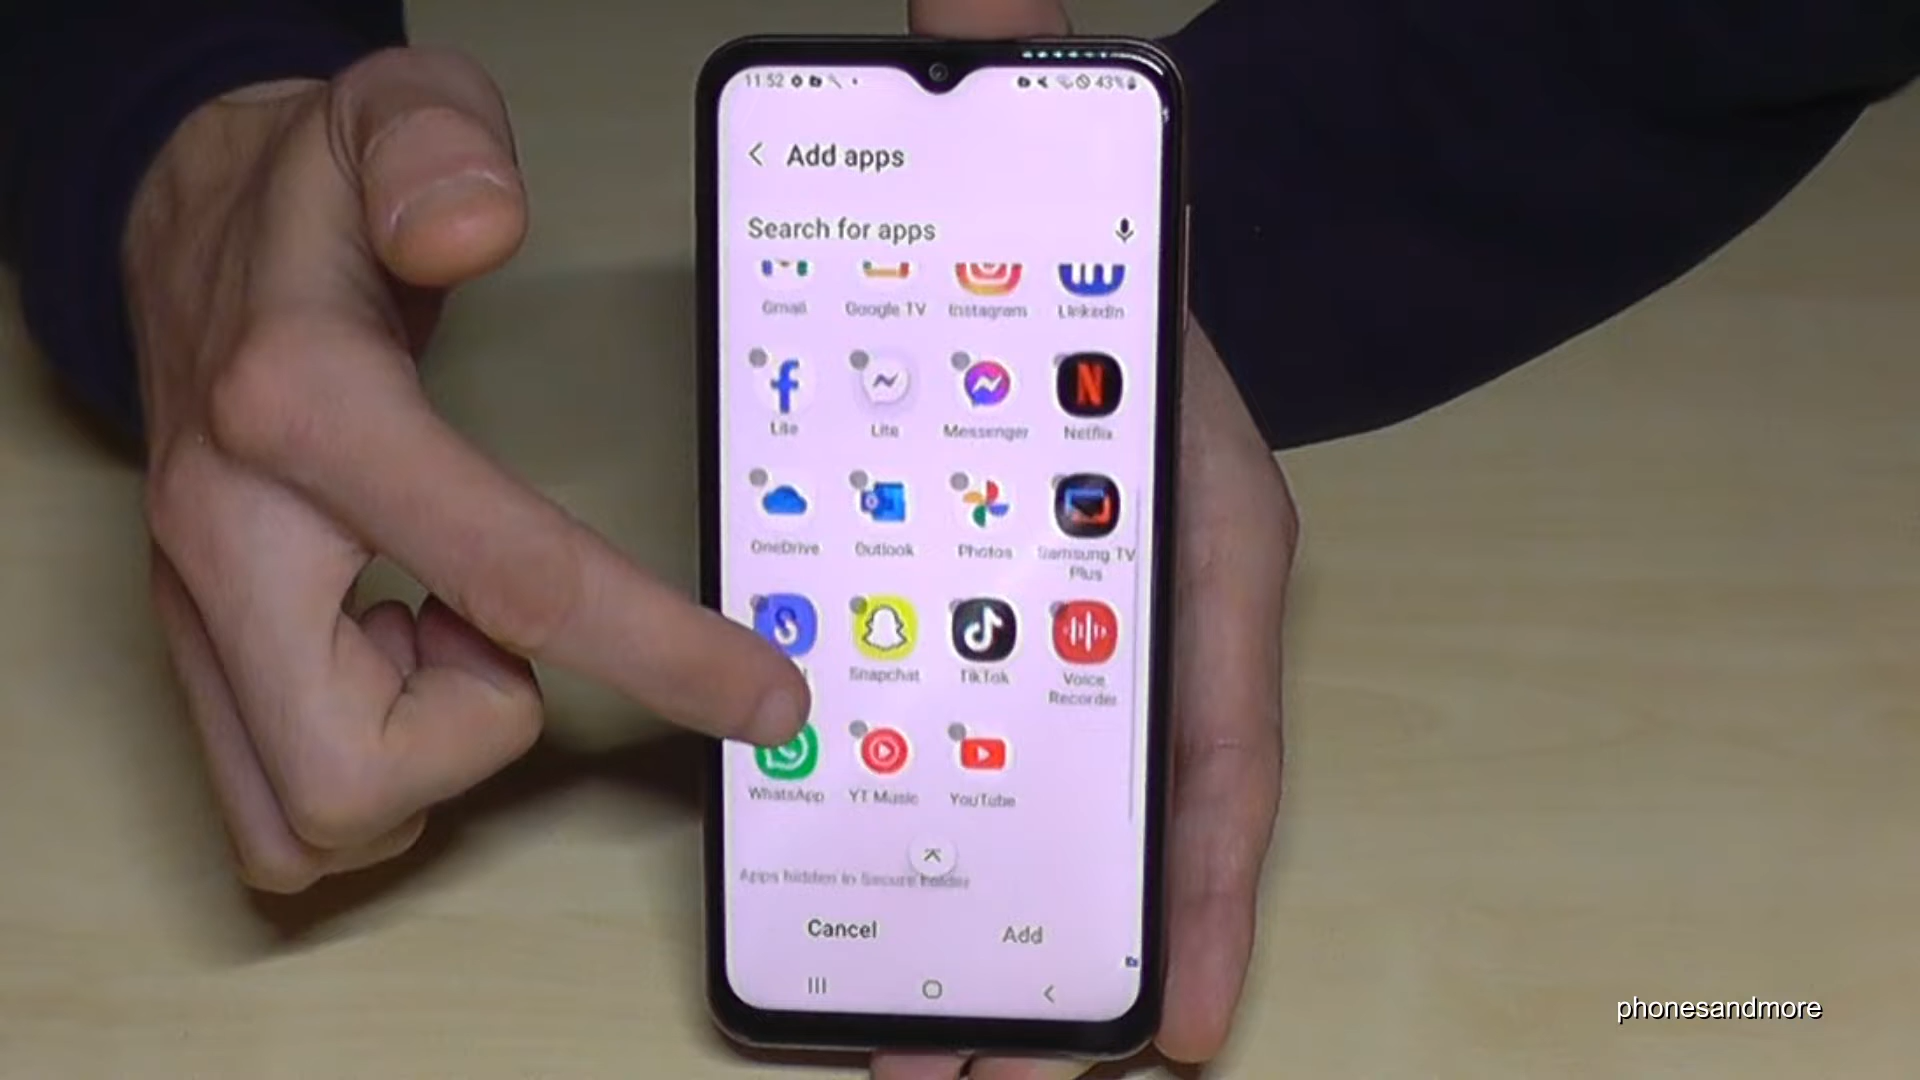 11:52
43%
Add apps
Search for apps
Gmail Google TV Instagram LinkedIn
Lite Lite Messenger Netflix
OneDrive Outlook Photos Samsung TV Plus
Snapchat TikTok Voice Recorder
WhatsApp YT Music YouTube
Apps hidden in Secure Folder
Cancel Add
phonesandmore